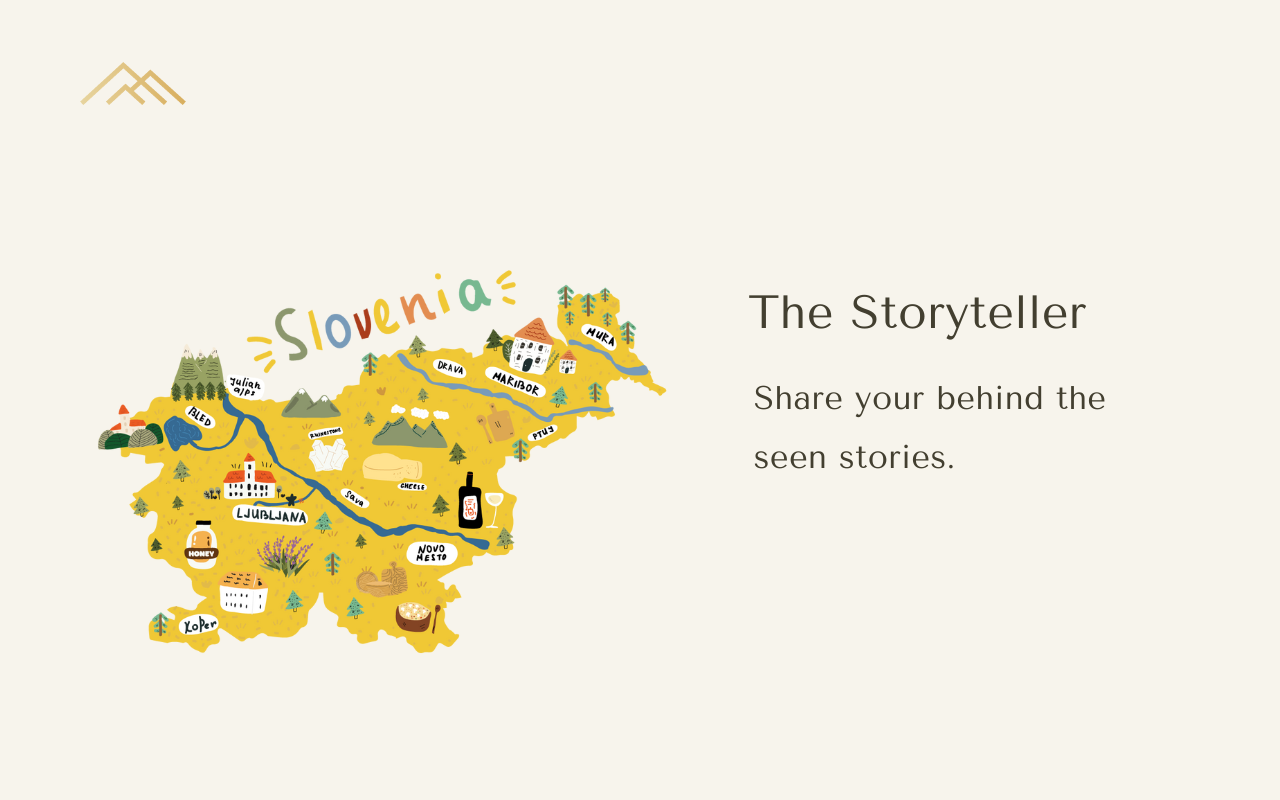 Slovenia
The Storyteller
Share your behind the
seen stories.
MURA
DRAVA
MARIBOR
Julian
alps
BLED
RHINESTONE
PTUJ
CHEESE
Sava
LJUBLJANA
HONEY
NOVO
MESTO
Koper